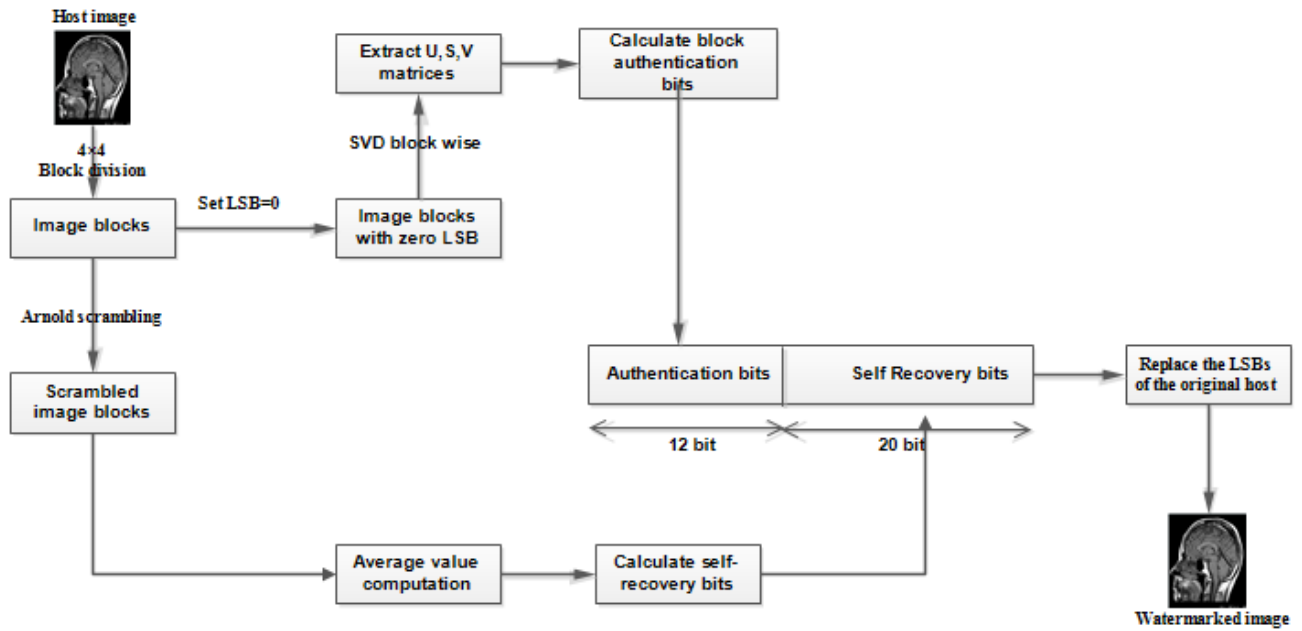 Host image
4×4
Block division
Image blocks
Set LSB=0
Image blocks
with zero LSB
SVD block wise
Extract U,S,V
matrices
Calculate block
authentication
bits
Arnold scrambling
Scrambled
image blocks
Average value
computation
Calculate self-
recovery bits
Authentication bits
Self Recovery bits
12 bit
20 bit
Replace the LSBs
of the original host
Watermarked image